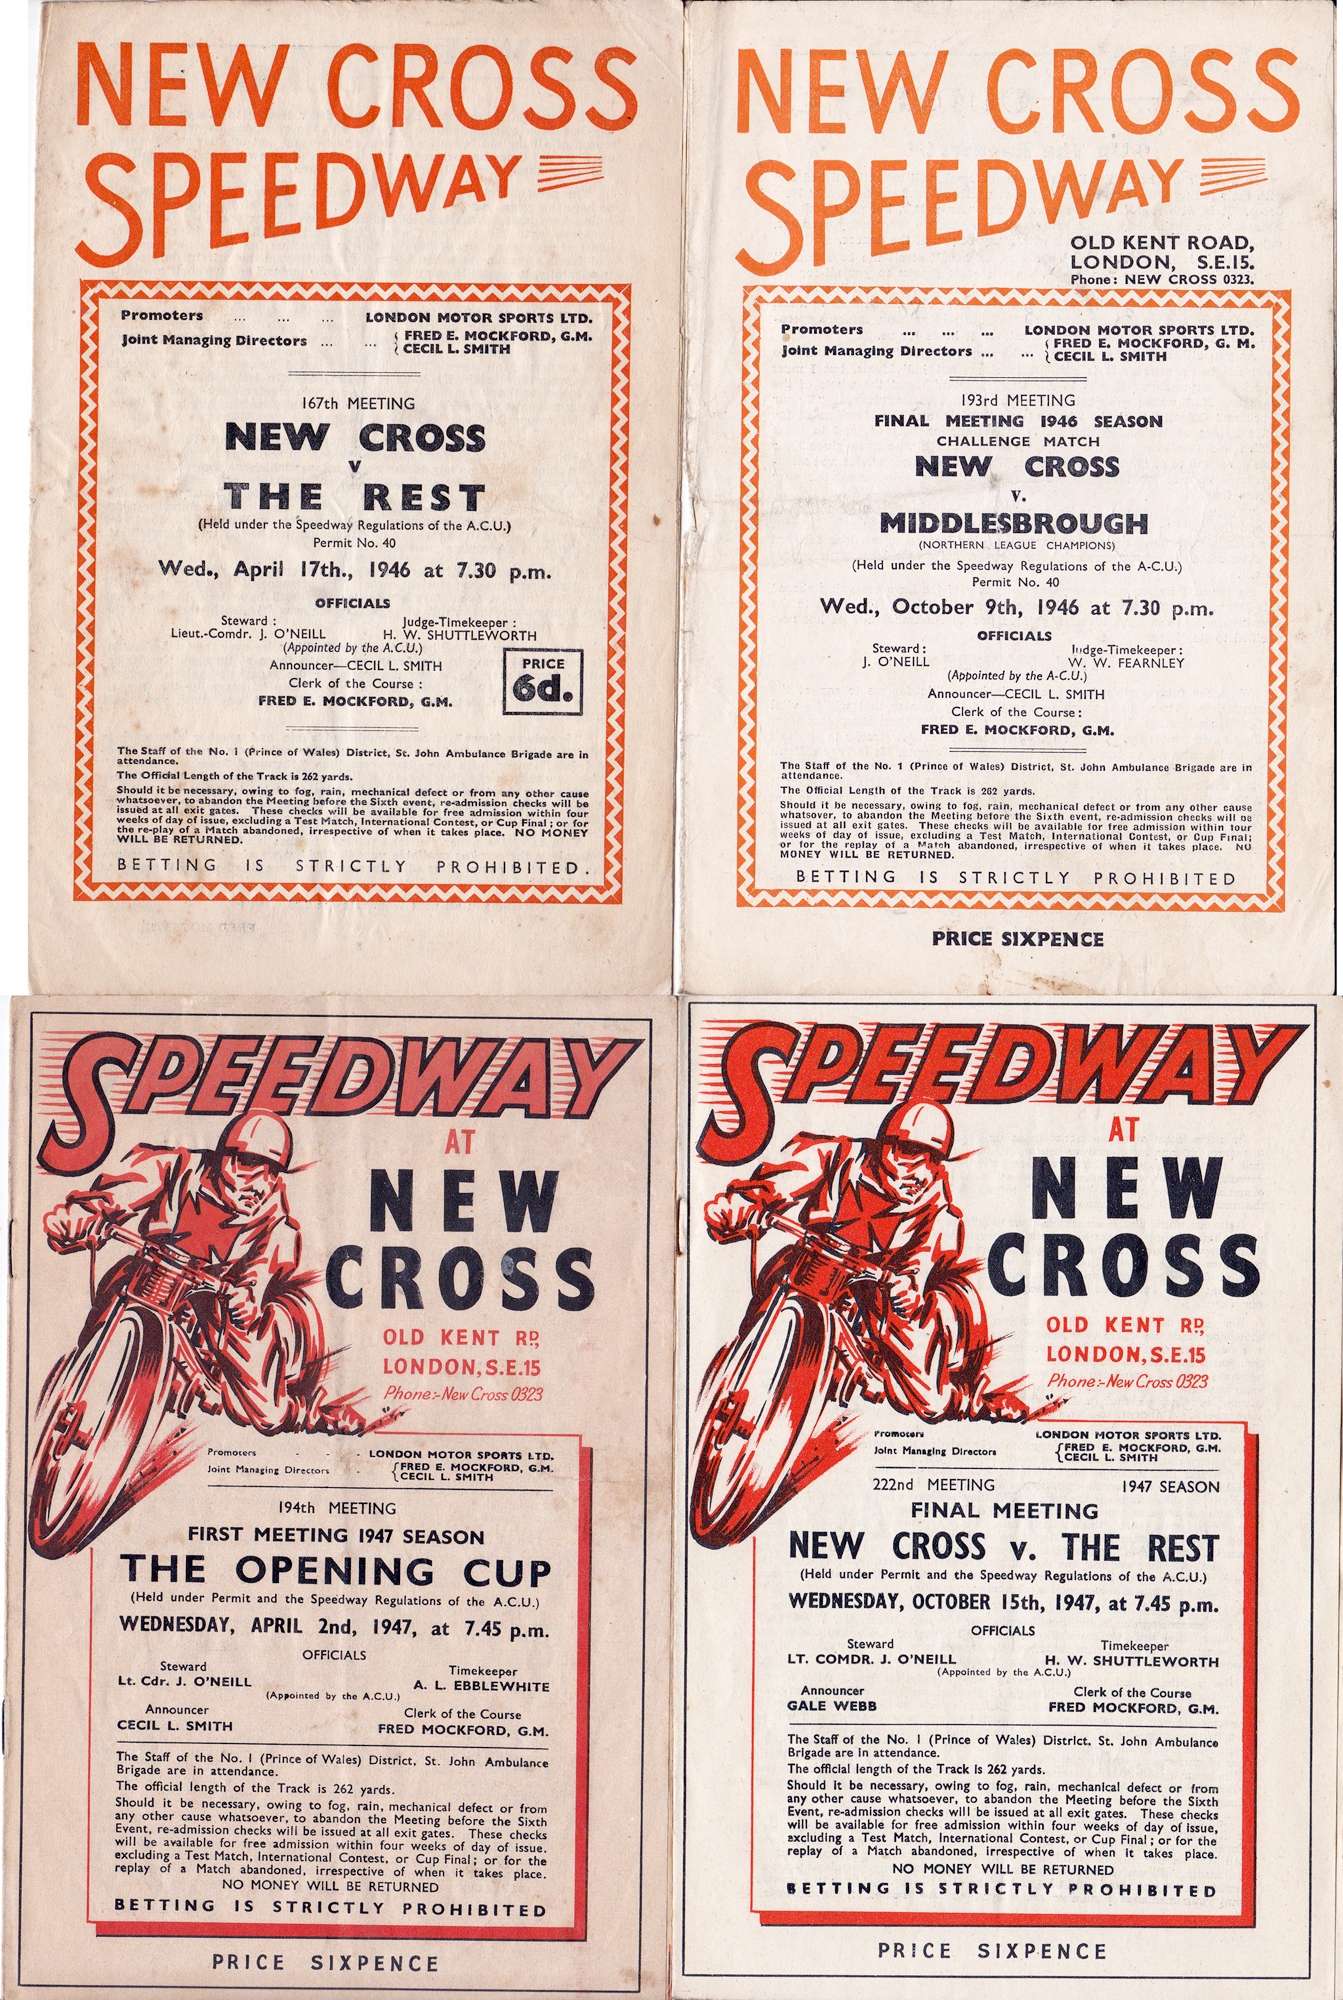 NEW CROSS
SPEEDWAY
Promoters ... ... ... LONDON MOTOR SPORTS LTD.
Joint Managing Directors ... ... { FRED E. MOCKFORD, G.M.
CECIL L. SMITH
167th MEETING
NEW CROSS
v
THE REST
(Held under the Speedway Regulations of the A.C.U.)
Permit No. 40
Wed., April 17th., 1946 at 7.30 p.m.
OFFICIALS
Steward : Judge-Timekeeper :
Lieut.-Comdr. J. O'NEILL H. W. SHUTTLEWORTH
(Appointed by the A.C.U.)
Announcer—CECIL L. SMITH
Clerk of the Course :
FRED E. MOCKFORD, G.M.
PRICE
6d.
The Staff of the No. 1 (Prince of Wales) District, St. John Ambulance Brigade are in
attendance.
The Official Length of the Track is 262 yards.
Should it be necessary, owing to fog, rain, mechanical defect or from any other cause
whatsoever, to abandon the Meeting before the Sixth event, re-admission checks will be
issued at all exit gates. These checks will be available for free admission within four
weeks of day of issue, excluding a Test Match, International Contest, or Cup Final ; or for
the re-play of a Match abandoned, irrespective of when it takes place. NO MONEY
WILL BE RETURNED.
BETTING IS STRICTLY PROHIBITED.
NEW CROSS
SPEEDWAY
OLD KENT ROAD,
LONDON, S.E.15.
Phone: NEW CROSS 0323.
Promoters ... ... ... LONDON MOTOR SPORTS LTD.
Joint Managing Directors ... ... { FRED E. MOCKFORD, G. M.
CECIL L. SMITH
193rd MEETING
FINAL MEETING 1946 SEASON
CHALLENGE MATCH
NEW CROSS
v.
MIDDLESBROUGH
(NORTHERN LEAGUE CHAMPIONS)
(Held under the Speedway Regulations of the A-C.U.)
Permit No. 40
Wed., October 9th, 1946 at 7.30 p.m.
OFFICIALS
Steward : Judge-Timekeeper :
J. O'NEILL W. W. FEARNLEY
(Appointed by the A-C.U.)
Announcer—CECIL L. SMITH
Clerk of the Course :
FRED E. MOCKFORD, G.M.
The Staff of the No. 1 (Prince of Wales) District, St. John Ambulance Brigade are in
attendance.
The Official Length of the Track is 262 yards.
Should it be necessary, owing to fog, rain, mechanical defect or from any other cause
whatsover, to abandon the Meeting before the Sixth event, re-admission checks will be
issued at all exit gates. These checks will be available for free admission within four
weeks of day of issue, excluding a Test Match, International Contest, or Cup Final;
or for the replay of a Match abandoned, irrespective of when it takes place. NO
MONEY WILL BE RETURNED.
BETTING IS STRICTLY PROHIBITED
PRICE SIXPENCE
SPEEDWAY
AT
NEW
CROSS
OLD KENT RD.,
LONDON, S.E.15
Phone:- New Cross 0323
Promoters - - - LONDON MOTOR SPORTS LTD.
Joint Managing Directors - { FRED E. MOCKFORD, G.M.
CECIL L. SMITH
194th MEETING
FIRST MEETING 1947 SEASON
THE OPENING CUP
(Held under Permit and the Speedway Regulations of the A.C.U.)
WEDNESDAY, APRIL 2nd, 1947, at 7.45 p.m.
OFFICIALS
Steward Timekeeper
Lt. Cdr. J. O'NEILL A. L. EBBLEWHITE
(Appointed by the A.C.U.)
Announcer Clerk of the Course
CECIL L. SMITH FRED MOCKFORD, G.M.
The Staff of the No. 1 (Prince of Wales) District, St. John Ambulance
Brigade are in attendance.
The official length of the Track is 262 yards.
Should it be necessary, owing to fog, rain, mechanical defect or from
any other cause whatsoever, to abandon the Meeting before the Sixth
Event, re-admission checks will be issued at all exit gates. These checks
will be available for free admission within four weeks of day of issue.
excluding a Test Match, International Contest, or Cup Final; or for the
replay of a Match abandoned, irrespective of when it takes place.
NO MONEY WILL BE RETURNED
BETTING IS STRICTLY PROHIBITED
PRICE SIXPENCE
SPEEDWAY
AT
NEW
CROSS
OLD KENT RD.,
LONDON, S.E.15
Phone:- New Cross 0323
Promoters LONDON MOTOR SPORTS LTD.
Joint Managing Directors { FRED E. MOCKFORD, G.M.
CECIL L. SMITH
222nd MEETING 1947 SEASON
FINAL MEETING
NEW CROSS v. THE REST
(Held under Permit and the Speedway Regulations of the A.C.U.)
WEDNESDAY, OCTOBER 15th, 1947, at 7.45 p.m.
OFFICIALS
Steward Timekeeper
LT. COMDR. J. O'NEILL H. W. SHUTTLEWORTH
(Appointed by the A.C.U.)
Announcer Clerk of the Course
GALE WEBB FRED MOCKFORD, G.M.
The Staff of the No. 1 (Prince of Wales) District. St. John Ambulance
Brigade are in attendance.
The official length of the Track is 262 yards.
Should it be necessary, owing to fog, rain, mechanical defect or from
any other cause whatsoever, to abandon the Meeting before the Sixth
Event, re-admission checks will be issued at all exit gates. These checks
will be available for free admission within four weeks of day of issue,
excluding a Test Match, International Contest, or Cup Final ; or for the
replay of a Match abandoned, irrespective of when it takes place.
NO MONEY WILL BE RETURNED
BETTING IS STRICTLY PROHIBITED
PRICE SIXPENCE